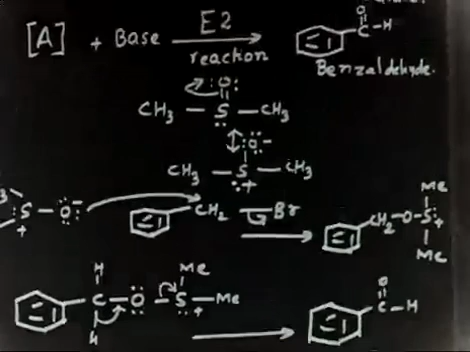 [A] + Base E2 reaction :O: C-H
Benzaldehyde.
:O:
CH3 - S - CH3
:O:-
CH3 - S - CH3
+
S - O:- CH2 - Br CH2-O-S:+
+
Me
Me
H Me O
C - O - S - Me C - H
H +